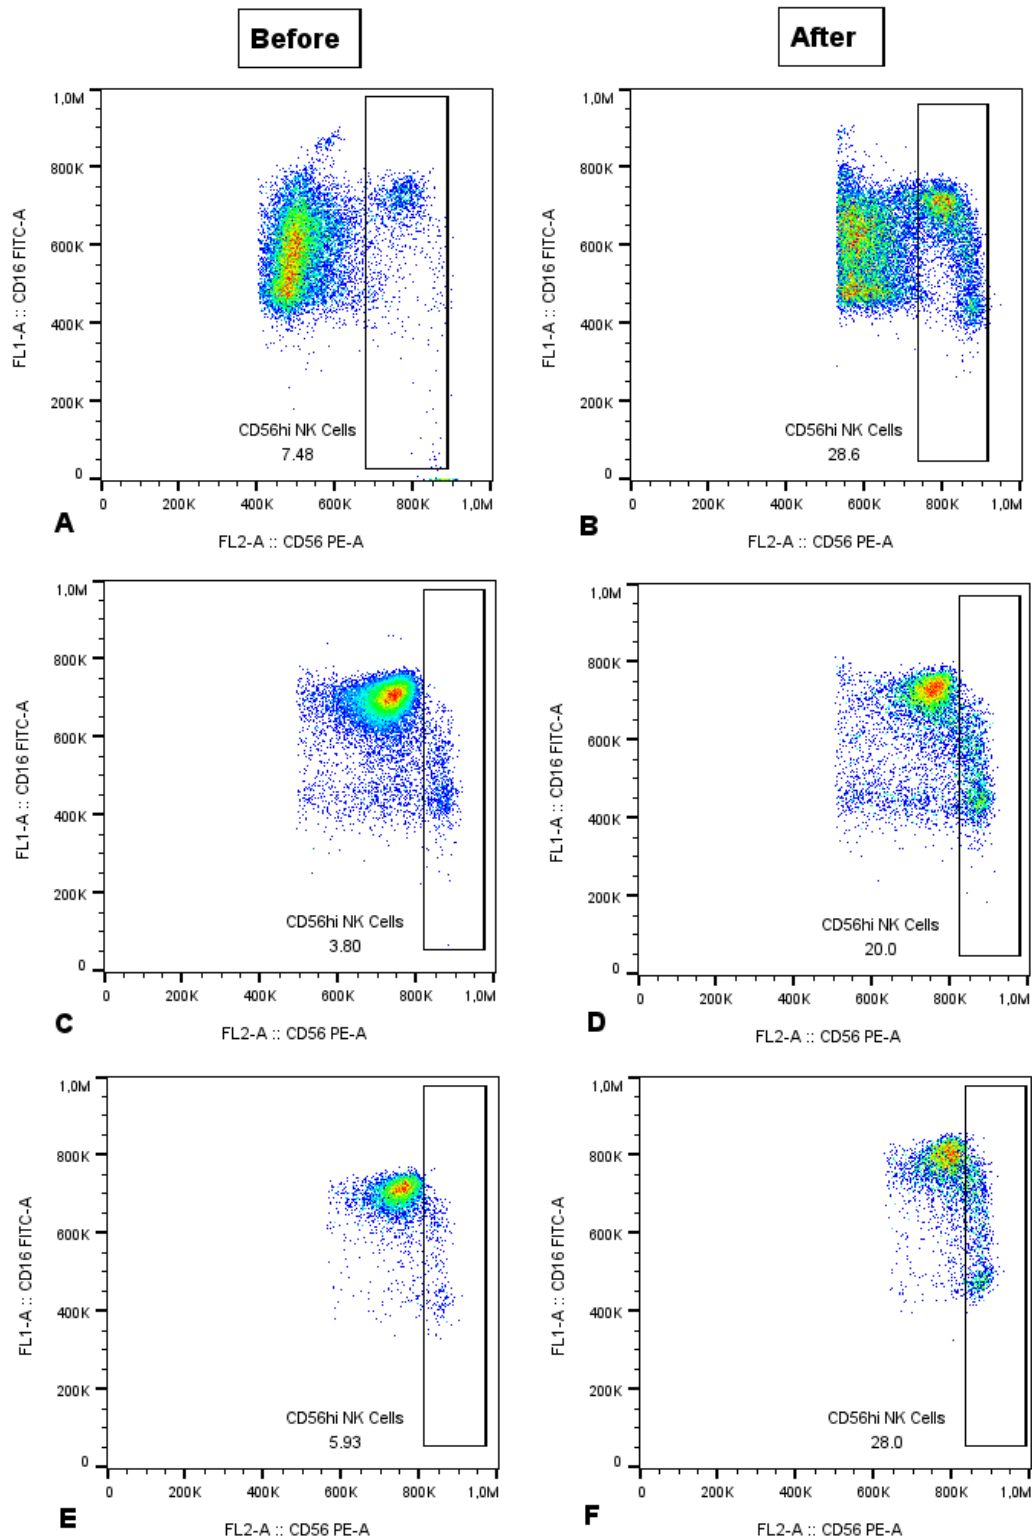 Before
After
1,0M
800K
600K
400K
200K
0
FL1-A :: CD16 FITC-A
CD56hi NK Cells
7.48
0 200K 400K 600K 800K 1,0M
A
FL2-A :: CD56 PE-A
1,0M
800K
600K
400K
200K
0
FL1-A :: CD16 FITC-A
CD56hi NK Cells
28.6
0 200K 400K 600K 800K 1,0M
B
FL2-A :: CD56 PE-A
1,0M
800K
600K
400K
200K
0
FL1-A :: CD16 FITC-A
CD56hi NK Cells
3.80
0 200K 400K 600K 800K 1,0M
C
FL2-A :: CD56 PE-A
1,0M
800K
600K
400K
200K
0
FL1-A :: CD16 FITC-A
CD56hi NK Cells
20.0
0 200K 400K 600K 800K 1,0M
D
FL2-A :: CD56 PE-A
1,0M
800K
600K
400K
200K
0
FL1-A :: CD16 FITC-A
CD56hi NK Cells
5.93
0 200K 400K 600K 800K 1,0M
E
FL2-A :: CD56 PE-A
1,0M
800K
600K
400K
200K
0
FL1-A :: CD16 FITC-A
CD56hi NK Cells
28.0
0 200K 400K 600K 800K 1,0M
F
FL2-A :: CD56 PE-A